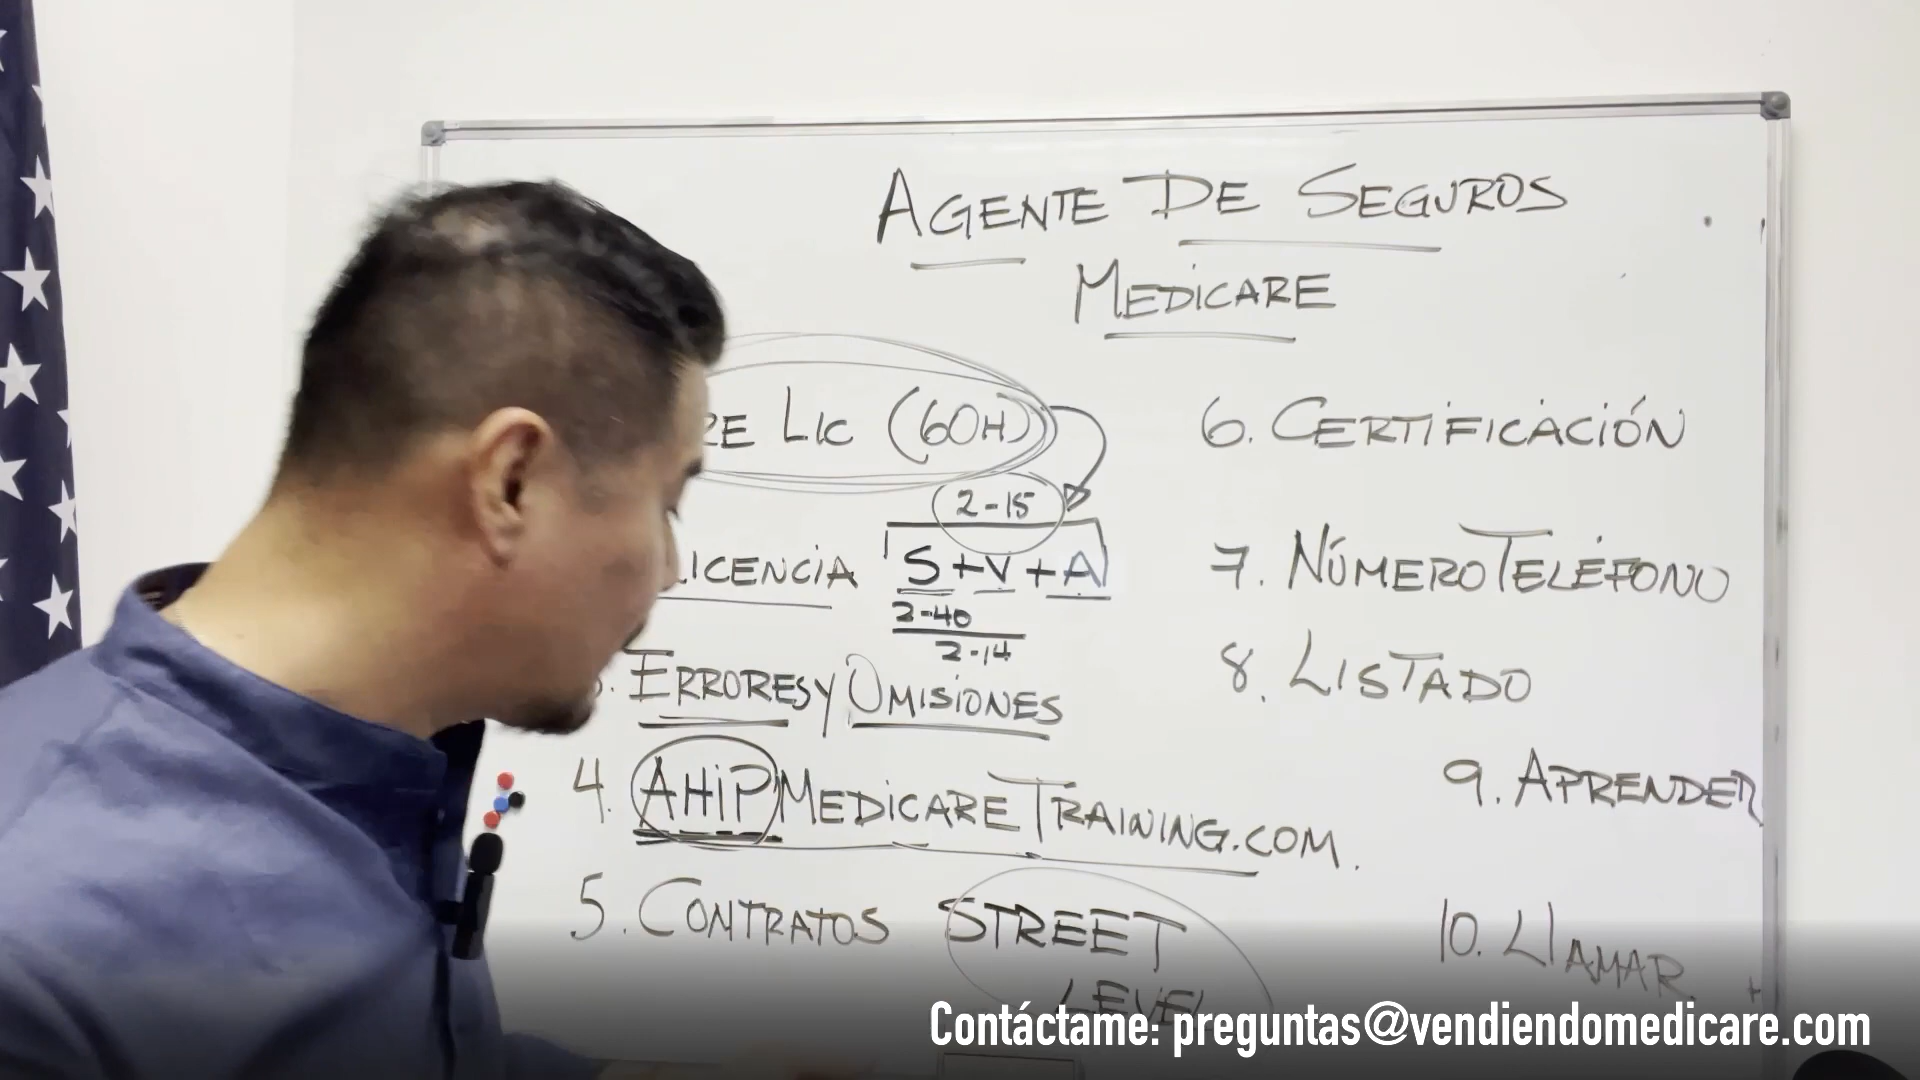 AGENTE DE SEGUROS
MEDICARE
RE LIC (60H)
2-15
LICENCIA S+V+A
2-40
2-14
ERRORES y OMISIONES
4. AHiP MEDICARE TRAINING.COM.
5. CONTRATOS STREET
LEVEL
6. CERTIFICACIÓN
7. NÚMERO TELÉFONO
8. LISTADO
9. APRENDER
10. LlAMAR
Contáctame: preguntas@vendiendomedicare.com